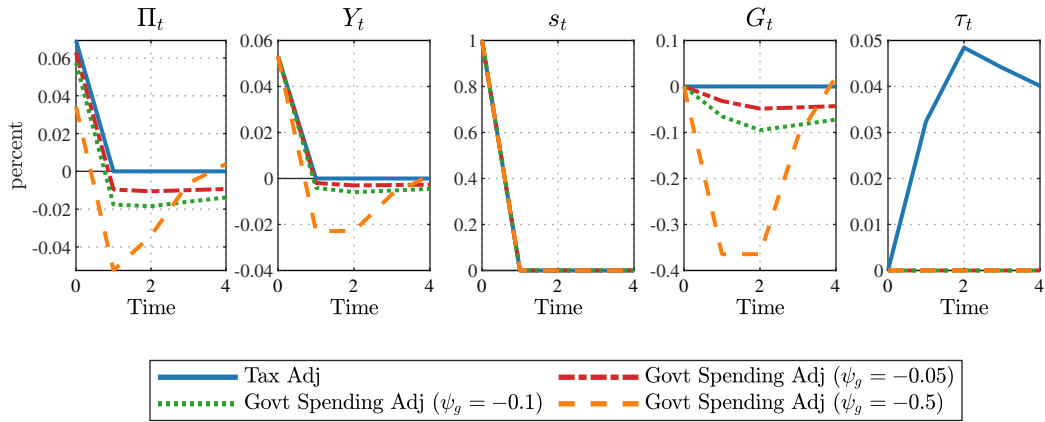 Π_t Y_t s_t G_t τ_t
percent
0.06
0.04
0.02
0
-0.02
-0.04
0 2 4
Time
0.06
0.04
0.02
0
-0.02
-0.04
0 2 4
Time
1
0.8
0.6
0.4
0.2
0
0 2 4
Time
0.1
0
-0.1
-0.2
-0.3
-0.4
0 2 4
Time
0.05
0.04
0.03
0.02
0.01
0
0 2 4
Time
Tax Adj
Govt Spending Adj (ψ_g = −0.05)
Govt Spending Adj (ψ_g = −0.1)
Govt Spending Adj (ψ_g = −0.5)